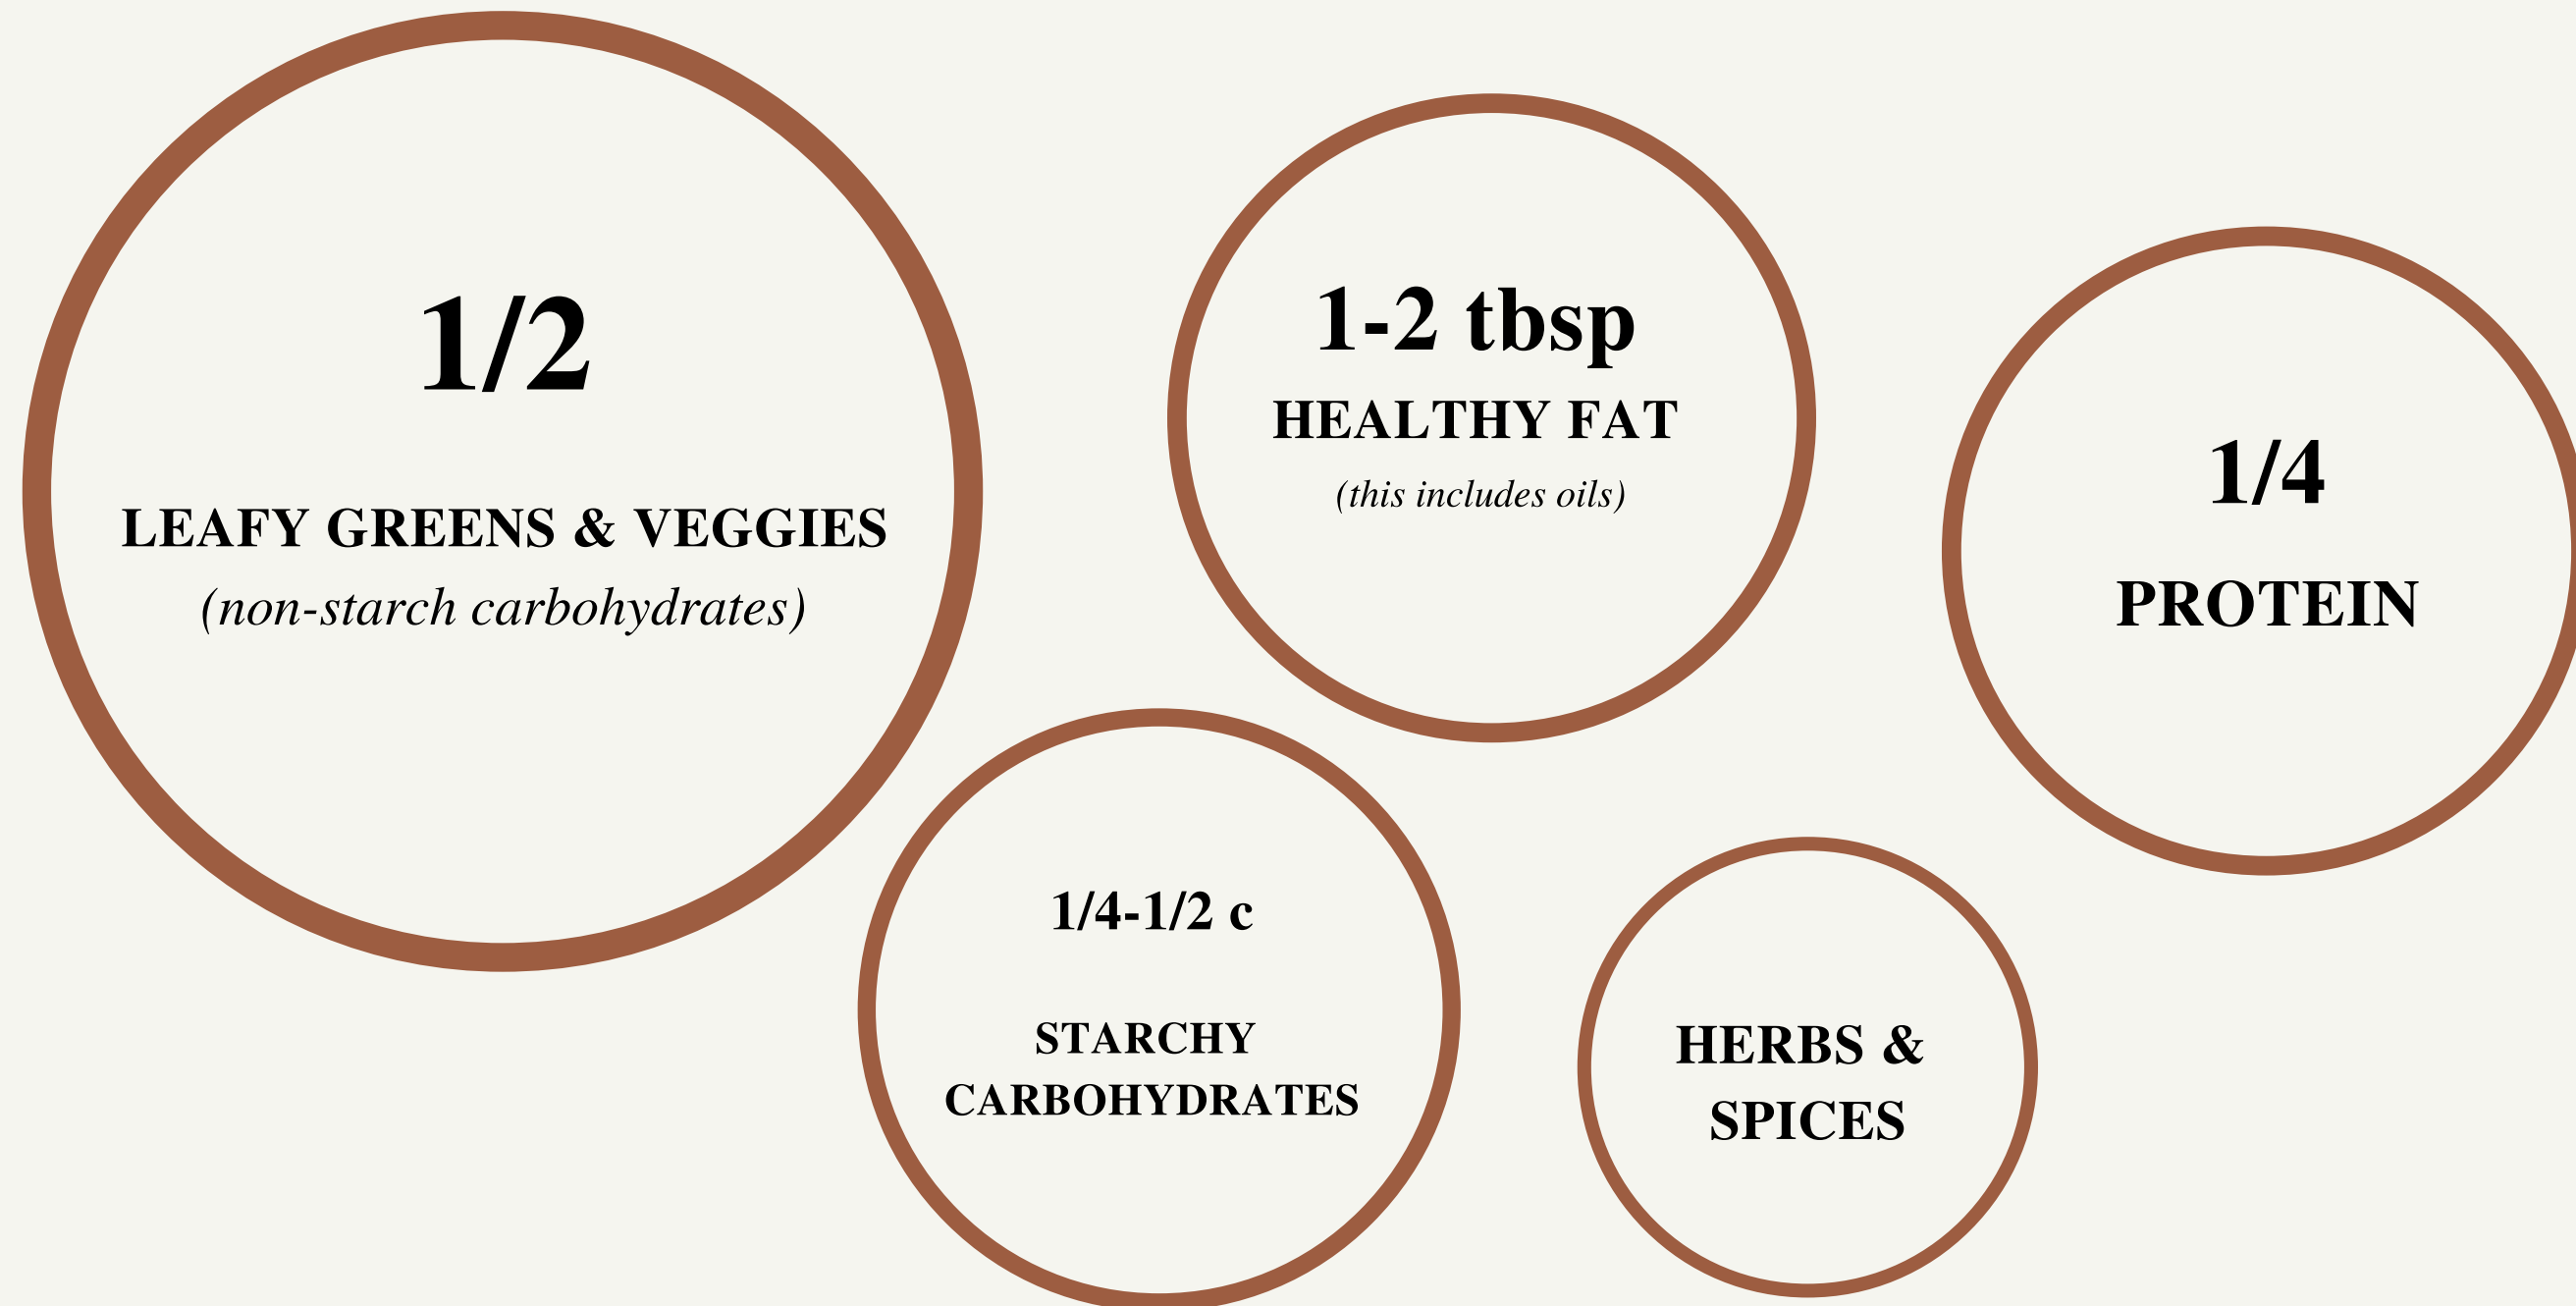 1/2
LEAFY GREENS & VEGGIES
(non-starch carbohydrates)
1-2 tbsp
HEALTHY FAT
(this includes oils)
1/4
PROTEIN
1/4-1/2 c
STARCHY
CARBOHYDRATES
HERBS &
SPICES